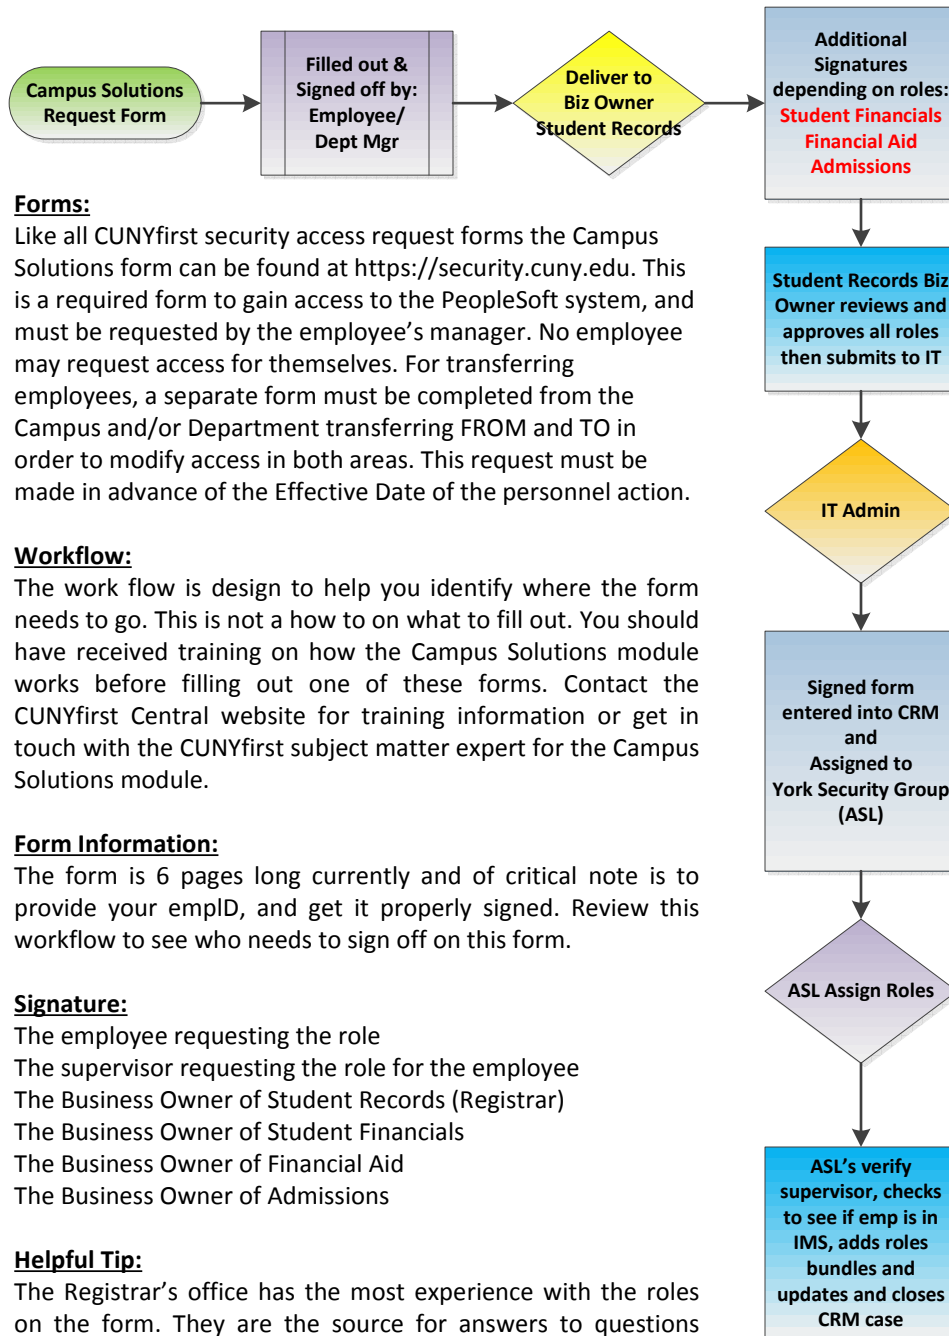 Campus Solutions
Request Form
Filled out &
Signed off by:
Employee/
Dept Mgr
Deliver to
Biz Owner
Student Records
Additional
Signatures
depending on roles:
Student Financials
Financial Aid
Admissions
Student Records Biz
Owner reviews and
approves all roles
then submits to IT
IT Admin
Signed form
entered into CRM
and
Assigned to
York Security Group
(ASL)
ASL Assign Roles
ASL's verify
supervisor, checks
to see if emp is in
IMS, adds roles
bundles and
updates and closes
CRM case
Forms:
Like all CUNYfirst security access request forms the Campus
Solutions form can be found at https://security.cuny.edu. This
is a required form to gain access to the PeopleSoft system, and
must be requested by the employee's manager. No employee
may request access for themselves. For transferring
employees, a separate form must be completed from the
Campus and/or Department transferring FROM and TO in
order to modify access in both areas. This request must be
made in advance of the Effective Date of the personnel action.
Workflow:
The work flow is design to help you identify where the form
needs to go. This is not a how to on what to fill out. You should
have received training on how the Campus Solutions module
works before filling out one of these forms. Contact the
CUNYfirst Central website for training information or get in
touch with the CUNYfirst subject matter expert for the Campus
Solutions module.
Form Information:
The form is 6 pages long currently and of critical note is to
provide your emplD, and get it properly signed. Review this
workflow to see who needs to sign off on this form.
Signature:
The employee requesting the role
The supervisor requesting the role for the employee
The Business Owner of Student Records (Registrar)
The Business Owner of Student Financials
The Business Owner of Financial Aid
The Business Owner of Admissions
Helpful Tip:
The Registrar's office has the most experience with the roles
on the form. They are the source for answers to questions